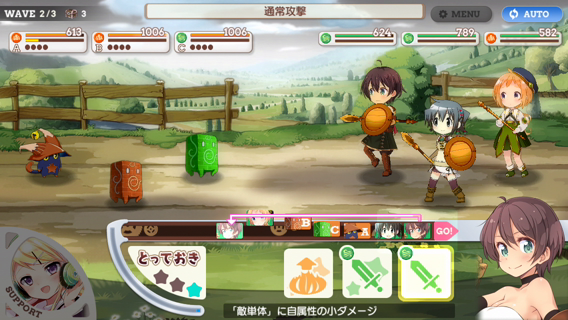 WAVE 2/3 3
通常攻撃
MENU
AUTO
613
A
1006
B
1006
C
624
789
582
B
C
A
GO!
とっておき
SUPPORT
「敵単体」に自属性の小ダメージ